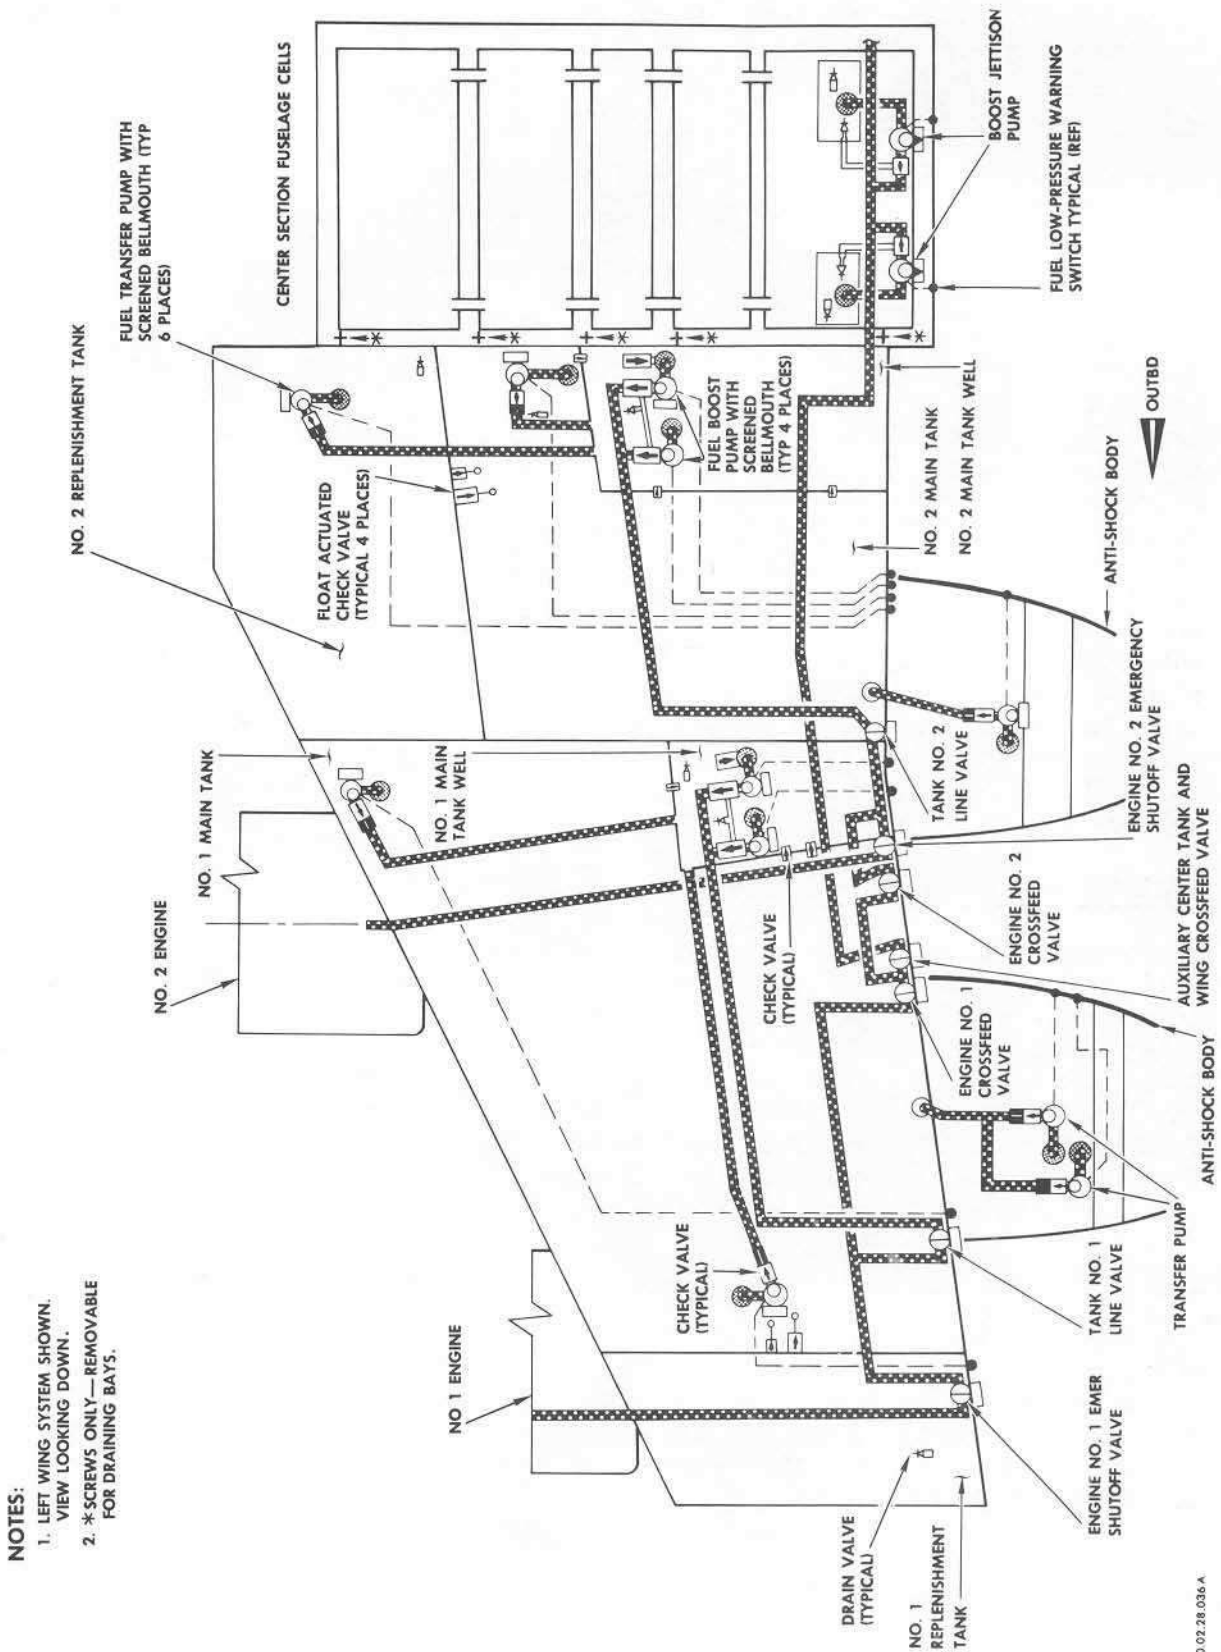 NOTES:
1. LEFT WING SYSTEM SHOWN.
VIEW LOOKING DOWN.
2. *SCREWS ONLY—REMOVABLE
FOR DRAINING BAYS.
FUEL TRANSFER PUMP WITH
SCREENED BELLMOUTH (TYP
6 PLACES)
CENTER SECTION FUSELAGE CELLS
NO. 2 REPLENISHMENT TANK
FLOAT ACTUATED
CHECK VALVE
(TYPICAL 4 PLACES)
FUEL BOOST
PUMP WITH
SCREENED
BELLMOUTH
(TYP 4 PLACES)
BOOST JETTISON
PUMP
FUEL LOW-PRESSURE WARNING
SWITCH TYPICAL (REF)
NO. 2 MAIN TANK
NO. 2 MAIN TANK WELL
OUTBD
ANTI-SHOCK BODY
NO. 1 MAIN TANK
NO. 1 MAIN
TANK WELL
NO. 2 ENGINE
TANK NO. 2
LINE VALVE
ENGINE NO. 2 EMERGENCY
SHUTOFF VALVE
CHECK VALVE
(TYPICAL)
ENGINE NO. 2
CROSSFEED
VALVE
AUXILIARY CENTER TANK AND
WING CROSSFEED VALVE
ENGINE NO. 1
CROSSFEED
VALVE
ANTI-SHOCK BODY
NO 1 ENGINE
CHECK VALVE
(TYPICAL)
TRANSFER PUMP
TANK NO. 1
LINE VALVE
ENGINE NO. 1 EMER
SHUTOFF VALVE
DRAIN VALVE
(TYPICAL)
NO. 1
REPLENISHMENT
TANK
0.02.28.036 A